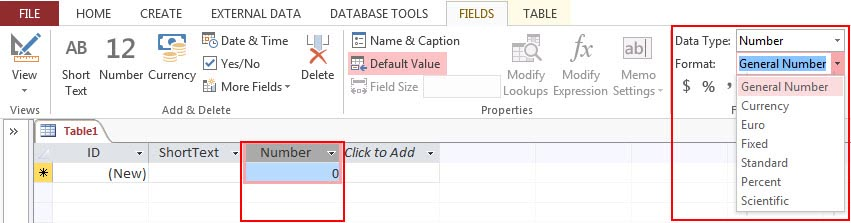 FILE HOME CREATE EXTERNAL DATA DATABASE TOOLS FIELDS TABLE
View
Views
AB
Short
Text
12
Number
Currency
Date & Time
Yes/No
More Fields
Delete
Add & Delete
Name & Caption
Default Value
Field Size
Modify
Lookups
Modify
Expression
ab
Memo
Settings
Properties
Data Type: Number
Format: General Number
$ % ,
F
General Number
Currency
Euro
Fixed
Standard
Percent
Scientific
Table1
ID ShortText Number Click to Add
(New) 0